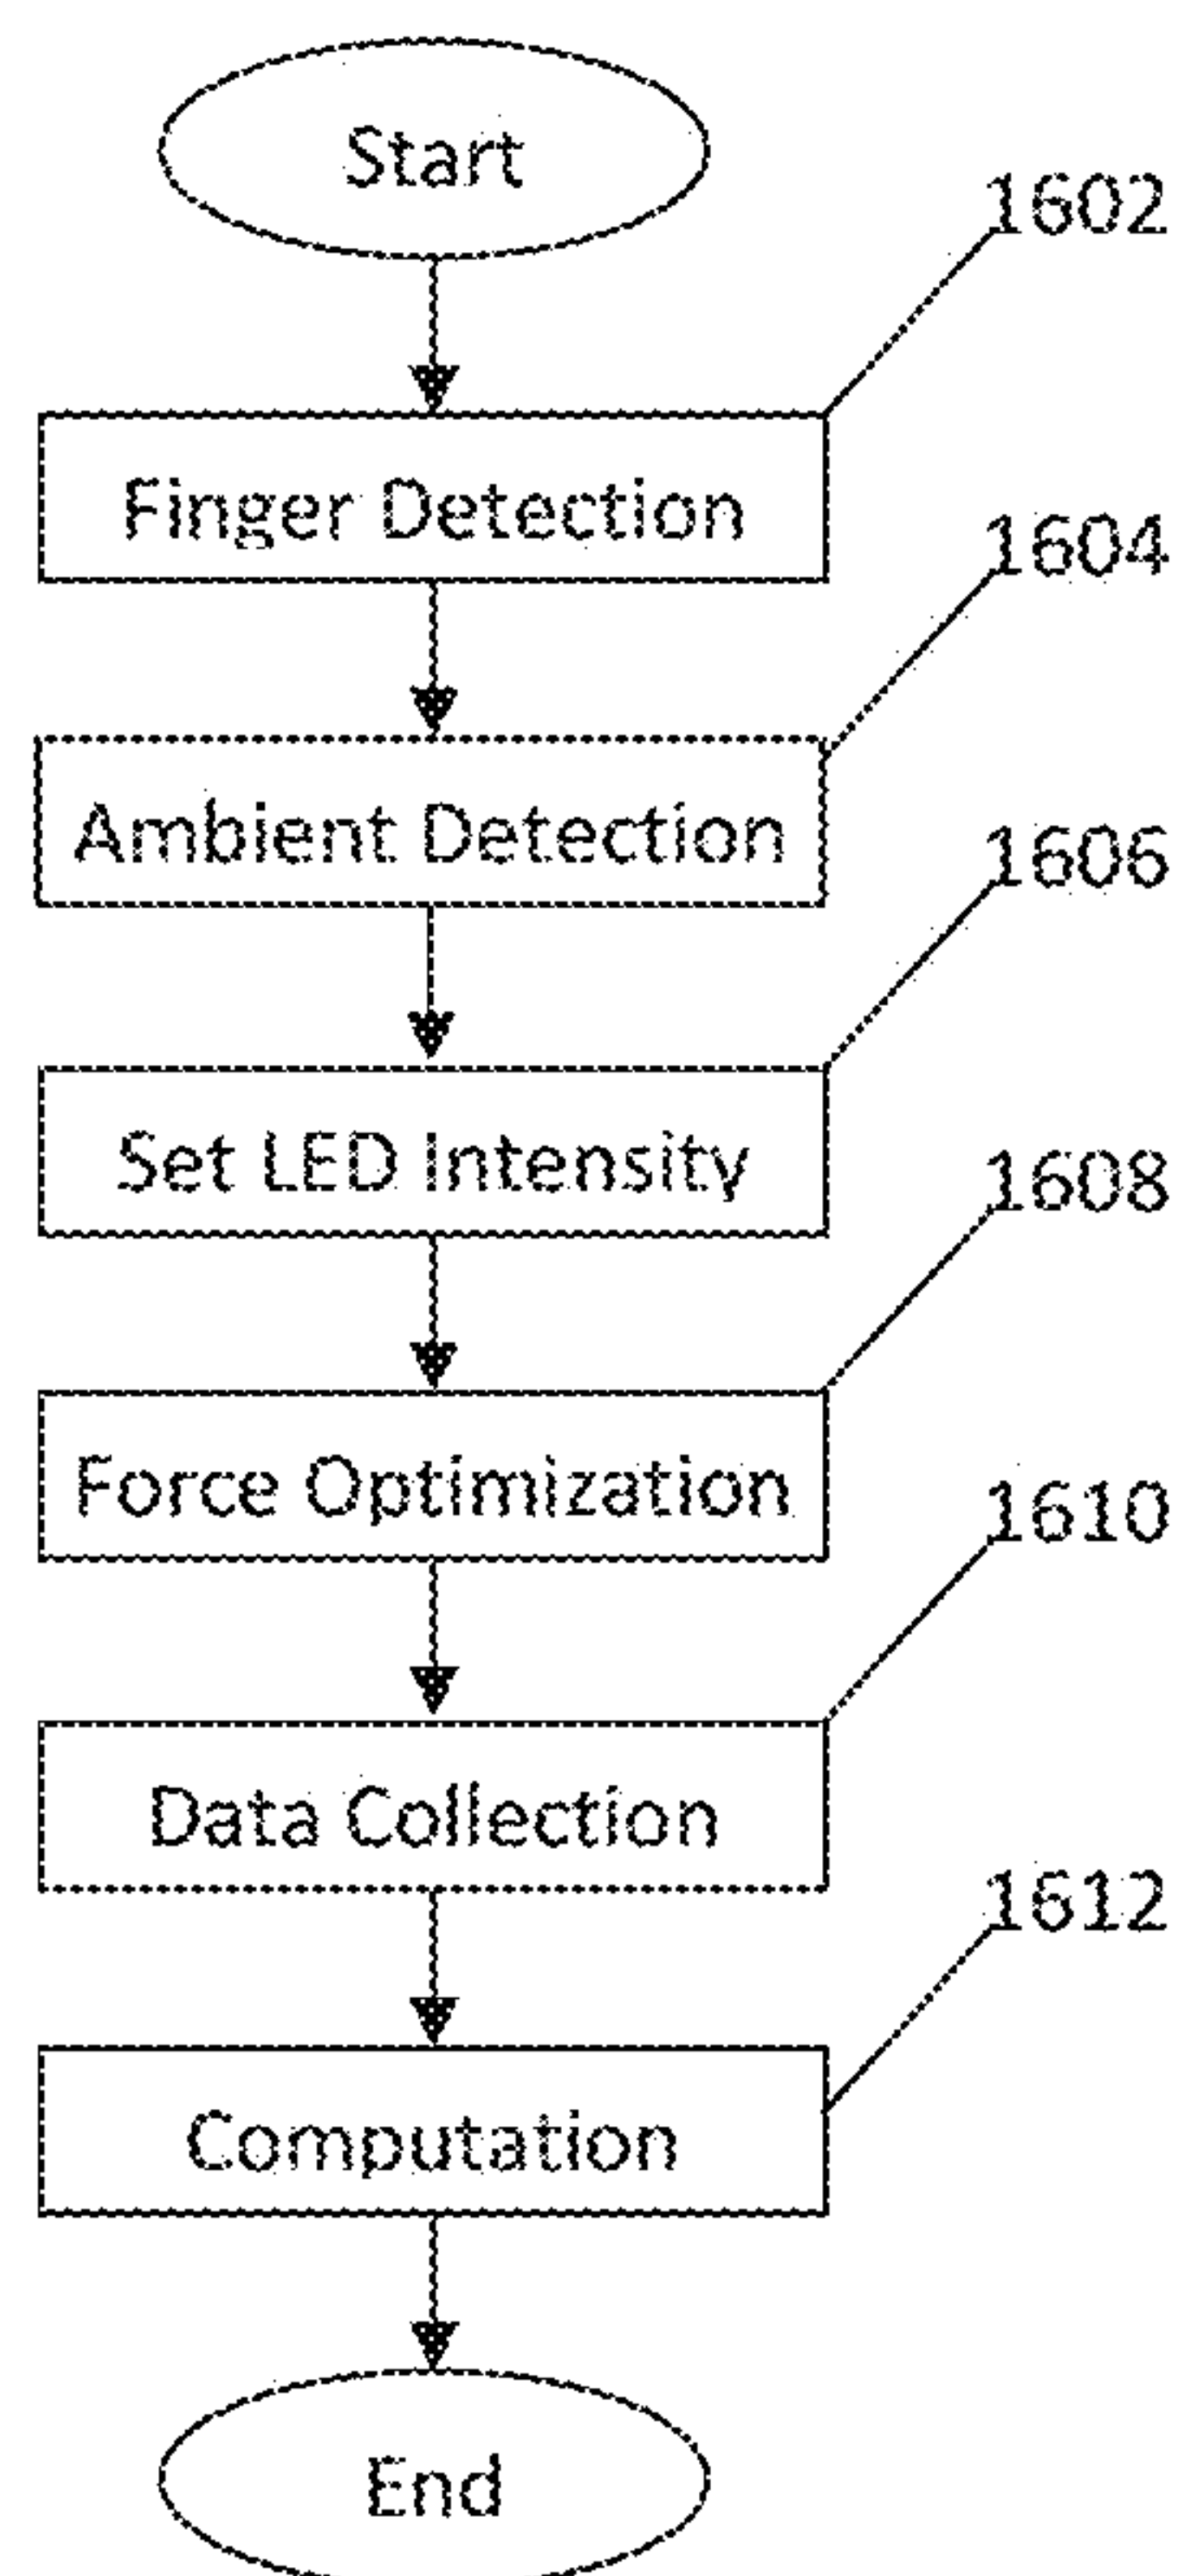 Start
1602
Finger Detection
1604
Ambient Detection
1606
Set LED Intensity
1608
Force Optimization
1610
Data Collection
1612
Computation
End